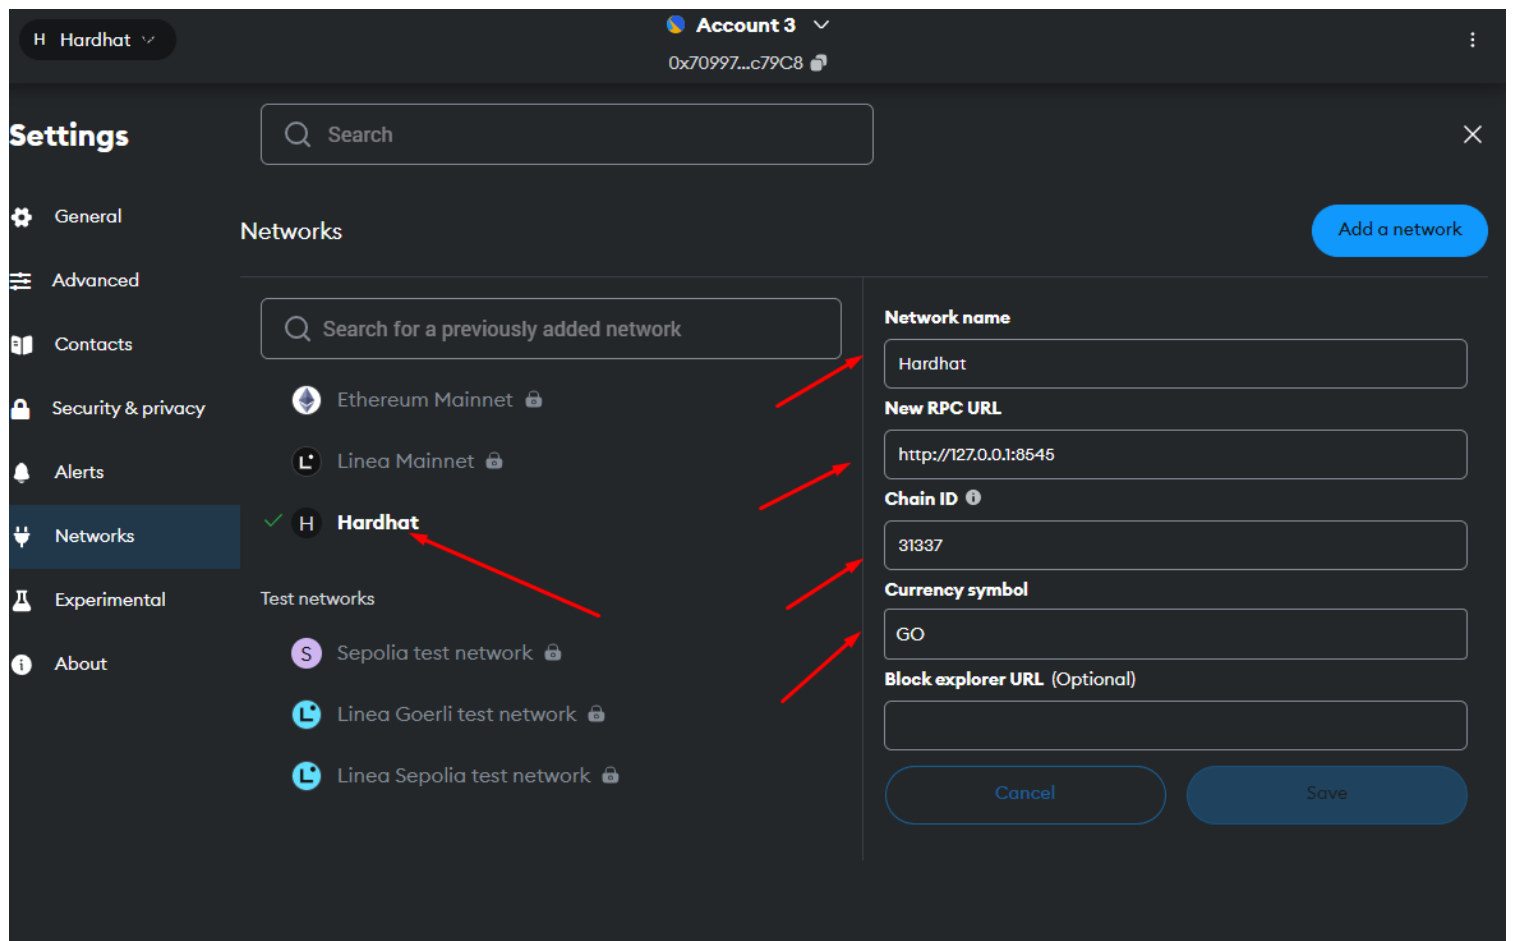 H Hardhat
Account 3
0x70997...c79C8
Settings
Search
General
Advanced
Contacts
Security & privacy
Alerts
Networks
Experimental
About
Networks
Add a network
Search for a previously added network
Ethereum Mainnet
L Linea Mainnet
H Hardhat
Test networks
S Sepolia test network
L Linea Goerli test network
L Linea Sepolia test network
Network name
Hardhat
New RPC URL
http://127.0.0.1:8545
Chain ID
31337
Currency symbol
GO
Block explorer URL (Optional)
Cancel
Save